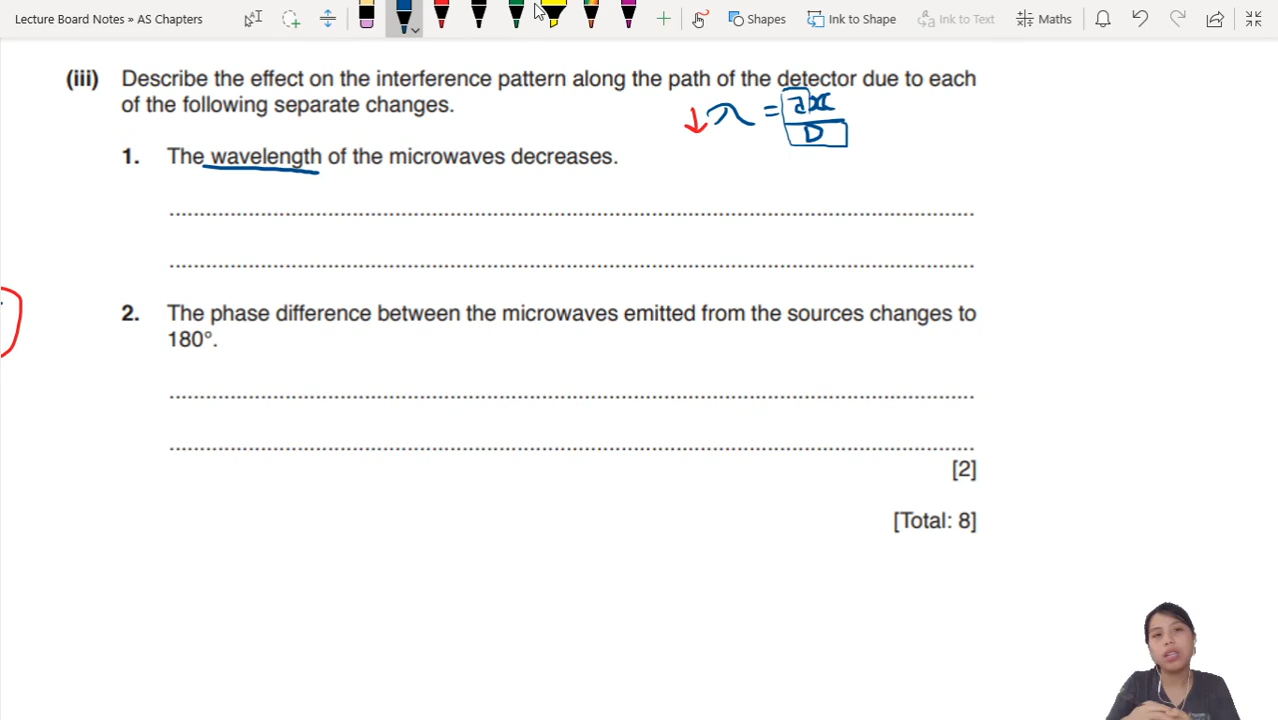 Lecture Board Notes » AS Chapters
Shapes
Ink to Shape
Ink to Text
Maths
(iii) Describe the effect on the interference pattern along the path of the detector due to each
of the following separate changes.
↓ λ = ax
D
1. The wavelength of the microwaves decreases.
2. The phase difference between the microwaves emitted from the sources changes to
180°.
[2]
[Total: 8]